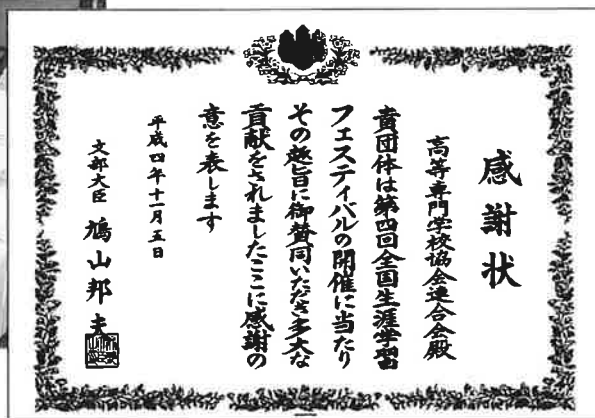 感謝状
高等専門学校協会連合会殿
貴団体は第四回全国生涯学習
フェスティバルの開催に当たり
その趣旨に御賛同いただき多大な
貢献をされましたここに感謝の
意を表します
平成四年十一月五日
文部大臣 鳩山邦夫